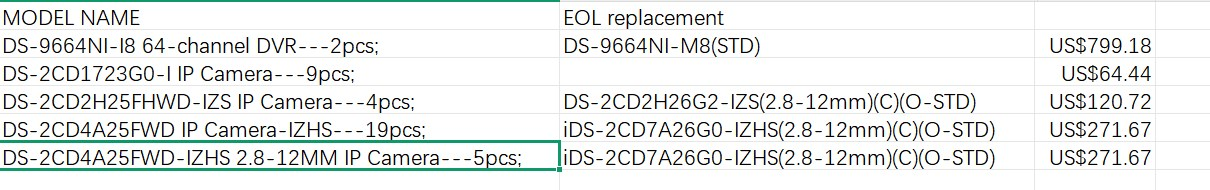 MODEL NAME EOL replacement
DS-9664NI-I8 64-channel DVR---2pcs; DS-9664NI-M8(STD) US$799.18
DS-2CD1723G0-I IP Camera---9pcs; US$64.44
DS-2CD2H25FHWD-IZS IP Camera---4pcs; DS-2CD2H26G2-IZS(2.8-12mm)(C)(O-STD) US$120.72
DS-2CD4A25FWD IP Camera-IZHS---19pcs; iDS-2CD7A26G0-IZHS(2.8-12mm)(C)(O-STD) US$271.67
DS-2CD4A25FWD-IZHS 2.8-12MM IP Camera---5pcs; iDS-2CD7A26G0-IZHS(2.8-12mm)(C)(O-STD) US$271.67